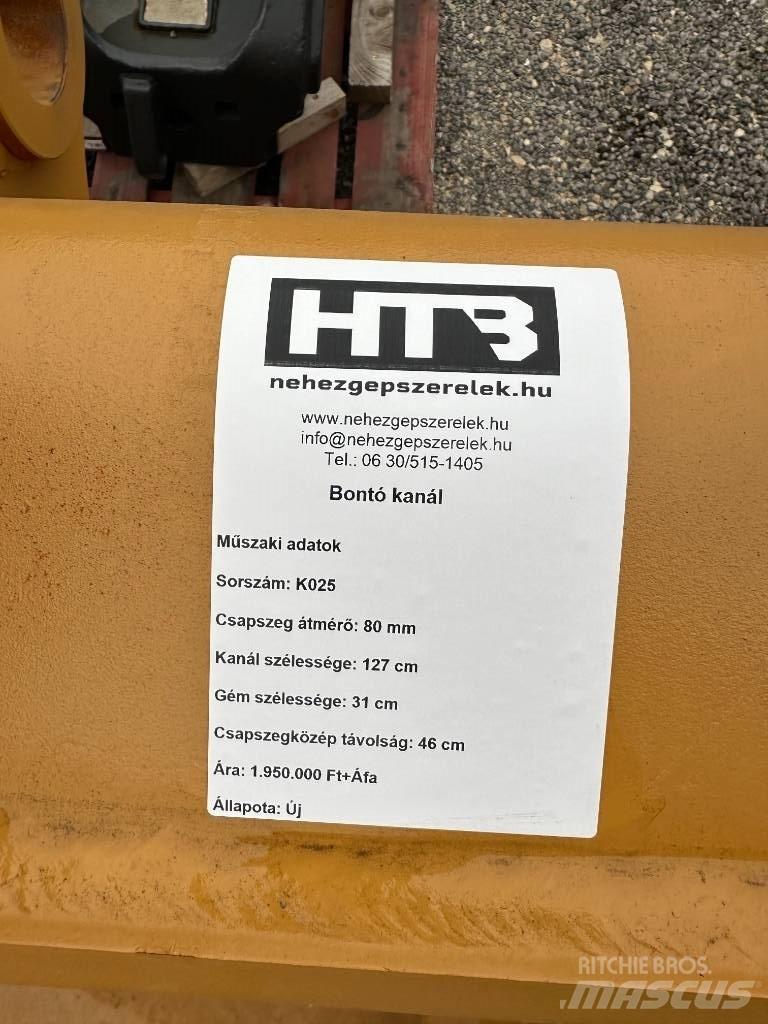 HTB
nehezgepszerelek.hu
www.nehezgepszerelek.hu
info@nehezgepszerelek.hu
Tel.: 06 30/515-1405
Bontó kanál
Műszaki adatok
Sorszám: K025
Csapszeg átmérő: 80 mm
Kanál szélessége: 127 cm
Gém szélessége: 31 cm
Csapszegközép távolság: 46 cm
Ára: 1.950.000 Ft+Áfa
Állapota: Új
RITCHIE BROS.
MASCUS